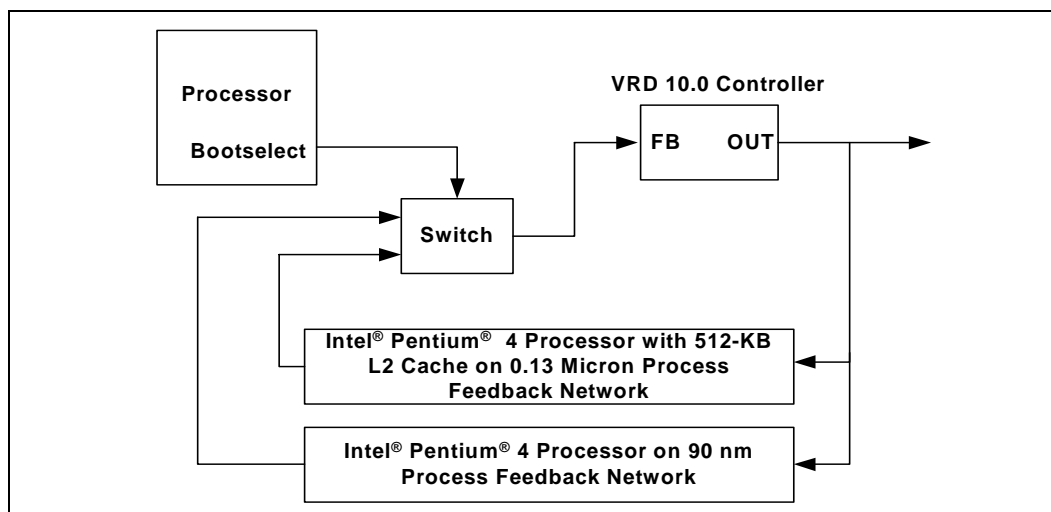 Processor
Bootselect
VRD 10.0 Controller
FB OUT
Switch
Intel® Pentium® 4 Processor with 512-KB
L2 Cache on 0.13 Micron Process
Feedback Network
Intel® Pentium® 4 Processor on 90 nm
Process Feedback Network